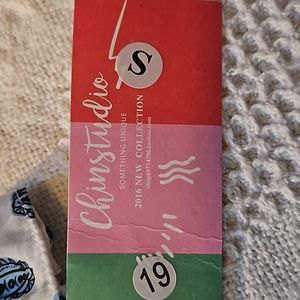 Chinstudio
SOMETHING UNIQUE
2016 NEW COLLECTION
S
19